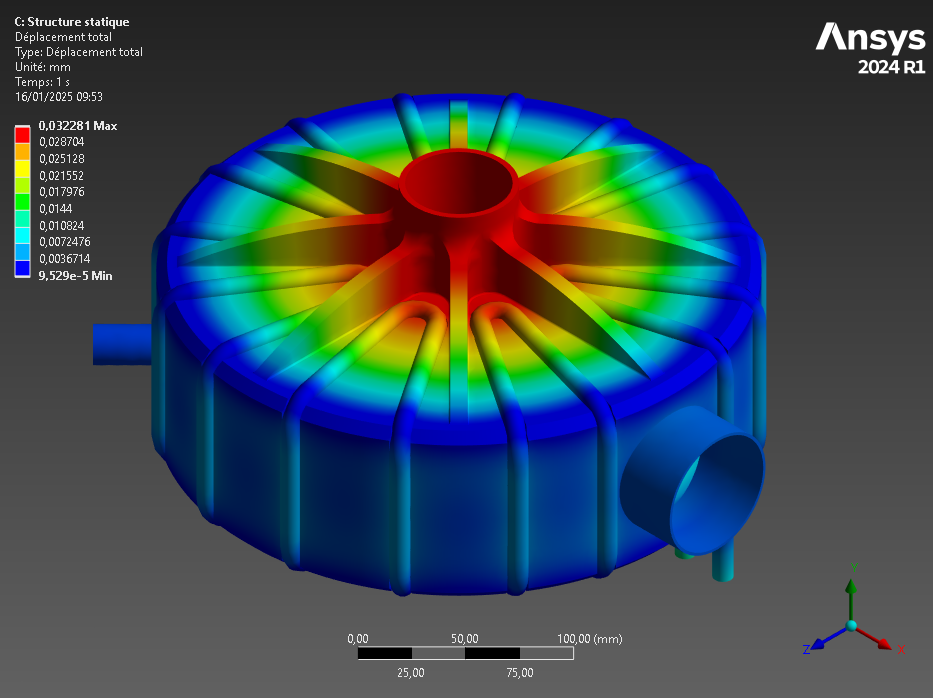 C: Structure statique
Déplacement total
Type: Déplacement total
Unité: mm
Temps: 1 s
16/01/2025 09:53
Ansys
2024 R1
0,032281 Max
0,028704
0,025128
0,021552
0,017976
0,0144
0,010824
0,0072476
0,0036714
9,529e-5 Min
0,00 50,00 100,00 (mm)
25,00 75,00
Y
Z X